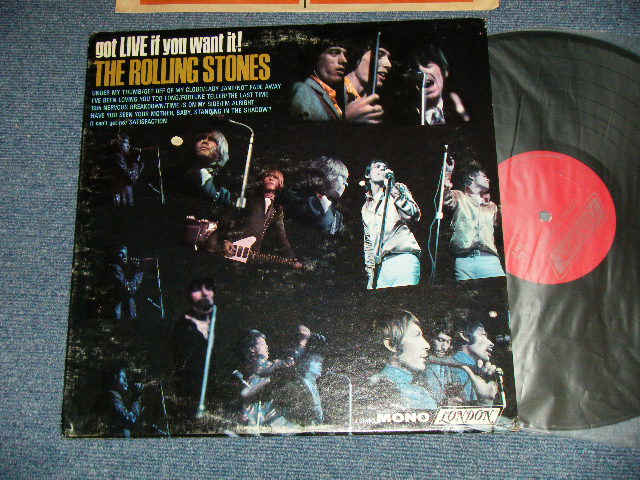 got LIVE if you want it!
THE ROLLING STONES
UNDER MY THUMB/GET OFF OF MY CLOUD/LADY JANE/NOT FADE AWAY
I'VE BEEN LOVING YOU TOO LONG/FORTUNE TELLER/THE LAST TIME
19th NERVOUS BREAKDOWN/TIME IS ON MY SIDE/I'M ALRIGHT
HAVE YOU SEEN YOUR MOTHER, BABY, STANDING IN THE SHADOW?
(I can't get no) SATISFACTION
MONO LONDON